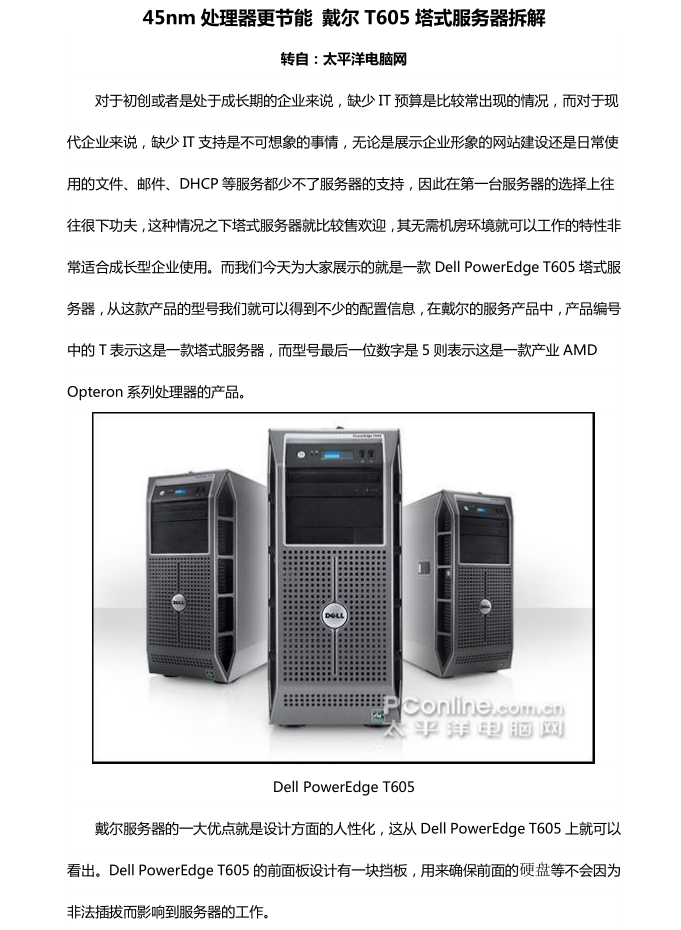 45nm 处理器更节能 戴尔 T605 塔式服务器拆解
转自：太平洋电脑网
对于初创或者是处于成长期的企业来说，缺少 IT 预算是比较常出现的情况，而对于现
代企业来说，缺少 IT 支持是不可想象的事情，无论是展示企业形象的网站建设还是日常使
用的文件、邮件、DHCP 等服务都少不了服务器的支持，因此在第一台服务器的选择上往
往很下功夫，这种情况之下塔式服务器就比较售欢迎，其无需机房环境就可以工作的特性非
常适合成长型企业使用。而我们今天为大家展示的就是一款 Dell PowerEdge T605 塔式服
务器，从这款产品的型号我们就可以得到不少的配置信息，在戴尔的服务产品中，产品编号
中的 T 表示这是一款塔式服务器，而型号最后一位数字是 5 则表示这是一款产业 AMD
Opteron 系列处理器的产品。
PowerEdge T605
DELL
DELL
DELL
PConline.com.cn
太平洋电脑网
Dell PowerEdge T605
戴尔服务器的一大优点就是设计方面的人性化，这从 Dell PowerEdge T605 上就可以
看出。Dell PowerEdge T605 的前面板设计有一块挡板，用来确保前面的硬盘等不会因为
非法插拔而影响到服务器的工作。